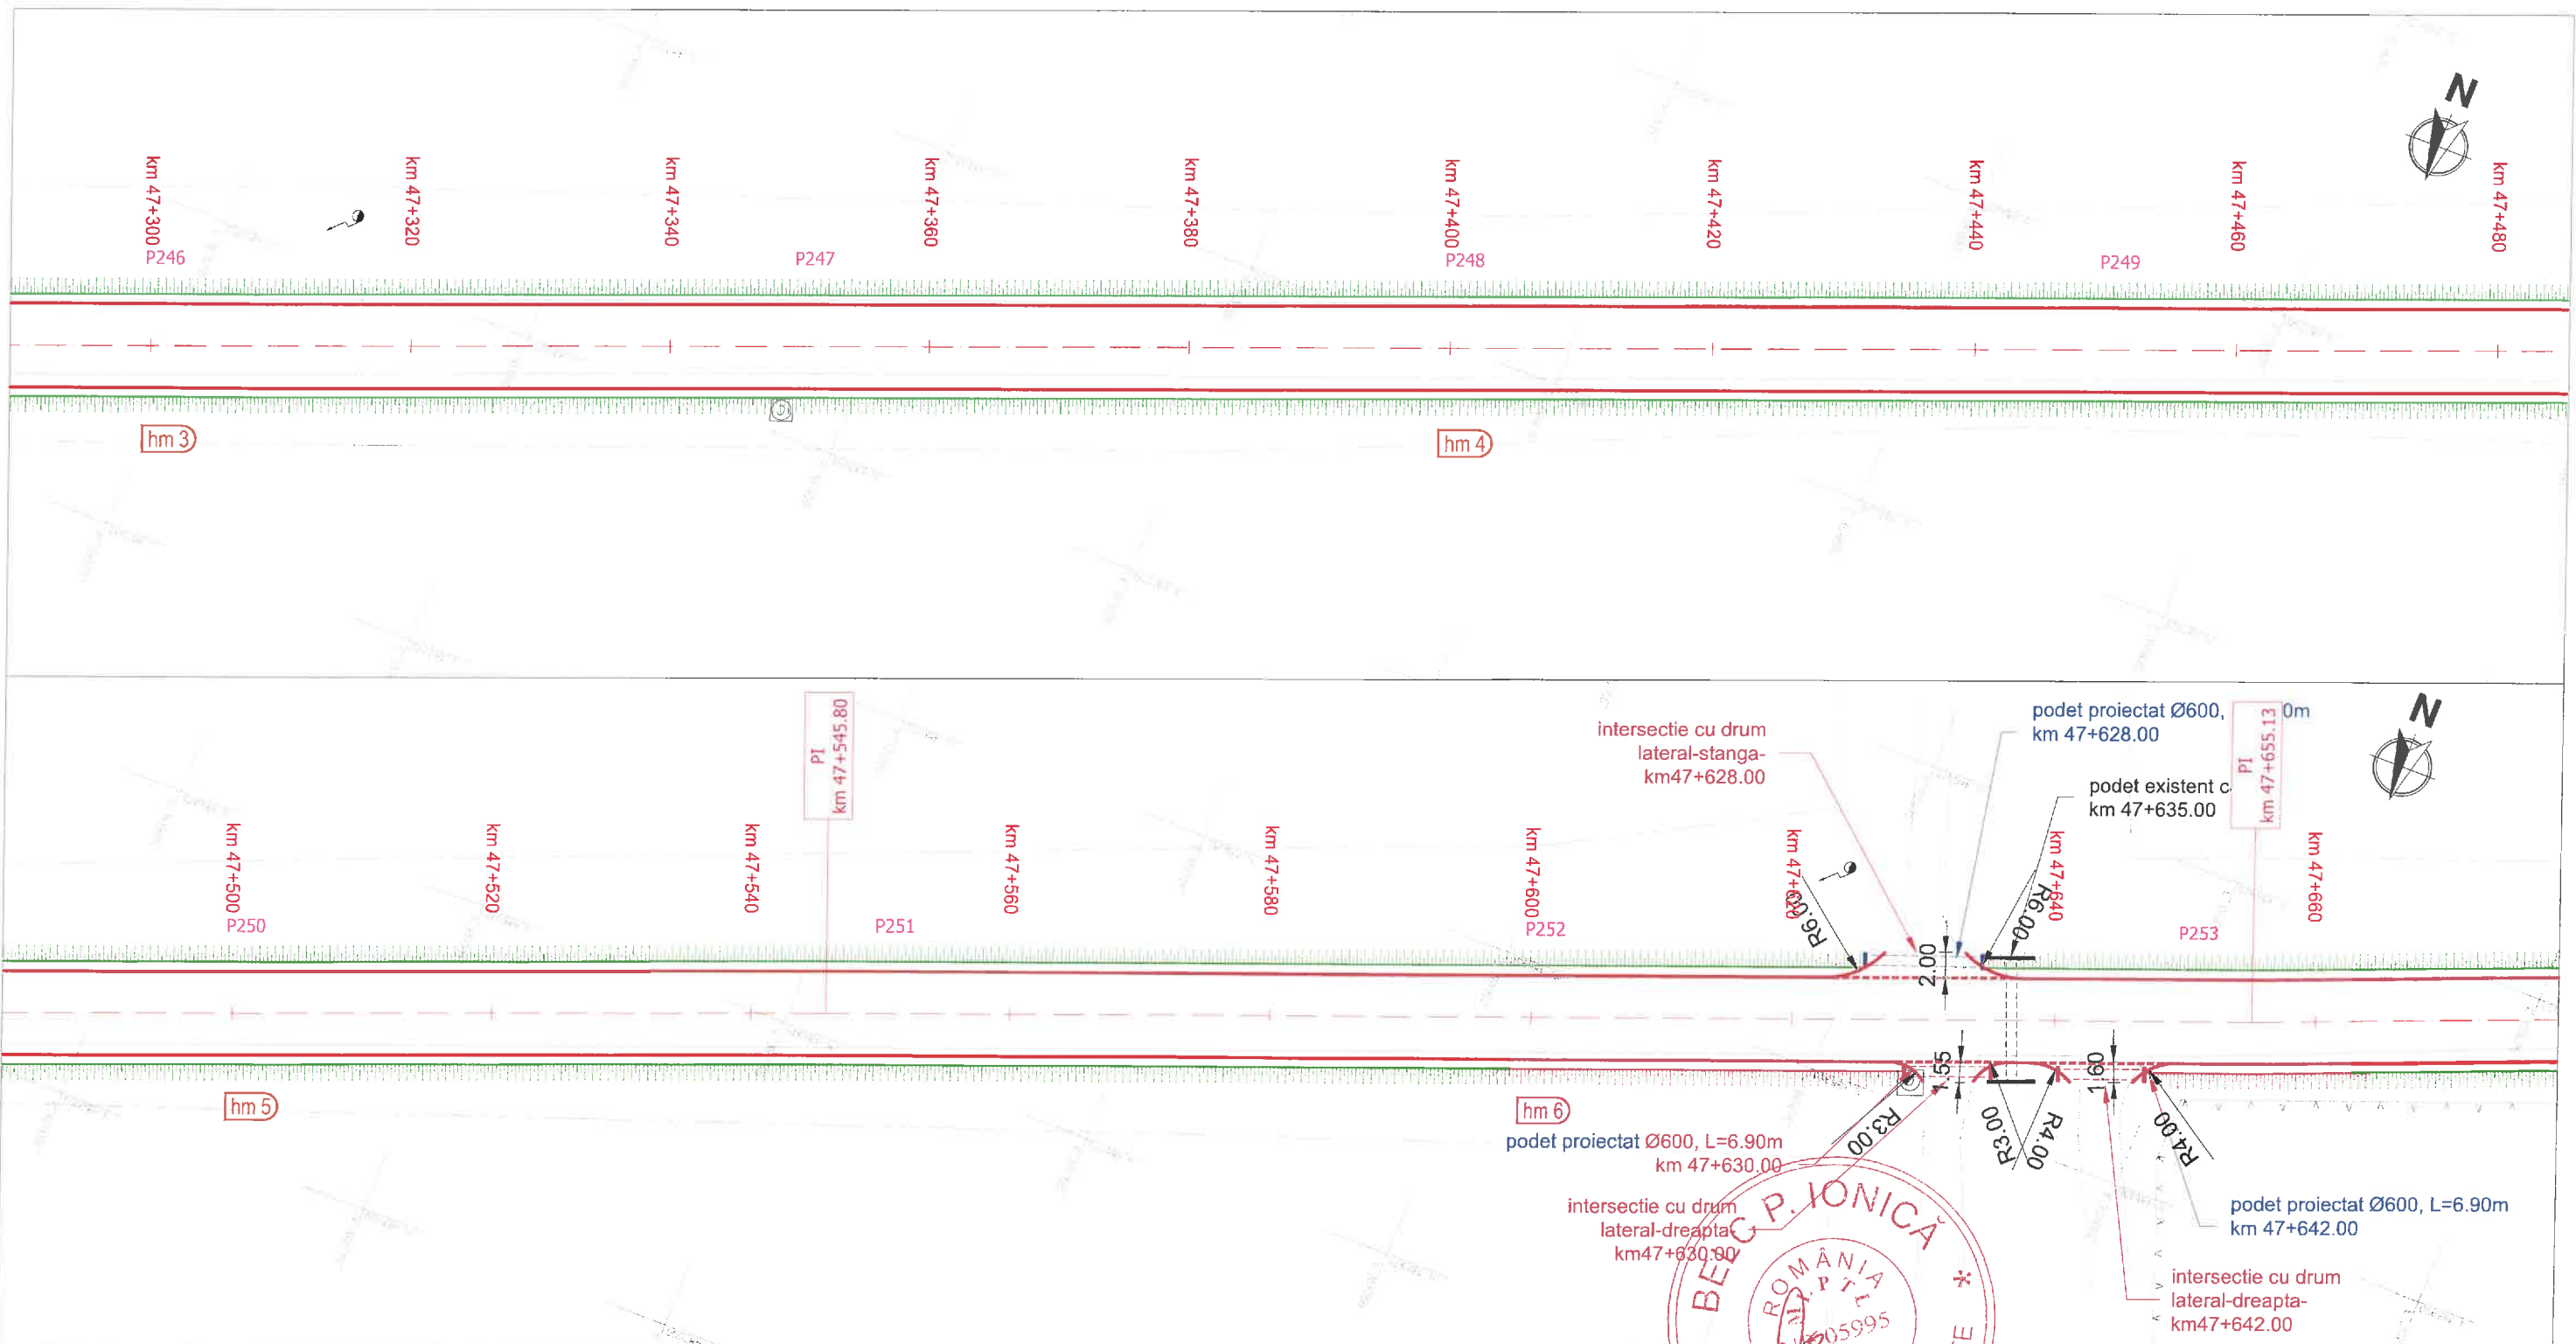 N
km 47+300
km 47+320
km 47+340
km 47+360
km 47+380
km 47+400
km 47+420
km 47+440
km 47+460
km 47+480
P246
P247
P248
P249
hm 3
hm 4
N
PI
km 47+545.80
intersectie cu drum
lateral-stanga-
km47+628.00
podet proiectat Ø600, 0m
km 47+628.00
podet existent c
km 47+635.00
PI
km 47+655.13
km 47+500
km 47+520
km 47+540
km 47+560
km 47+580
km 47+600
km 47+620
km 47+640
km 47+660
P250
P251
P252
P253
R6.00
R6.00
2.00
1.55
1.60
hm 5
hm 6
R3.00
R3.00
R4.00
R4.00
podet proiectat Ø600, L=6.90m
km 47+630.00
intersectie cu drum
lateral-dreapta-
km47+630.00
podet proiectat Ø600, L=6.90m
km 47+642.00
intersectie cu drum
lateral-dreapta-
km47+642.00
P. IONICĂ *
ROMÂNIA
05995